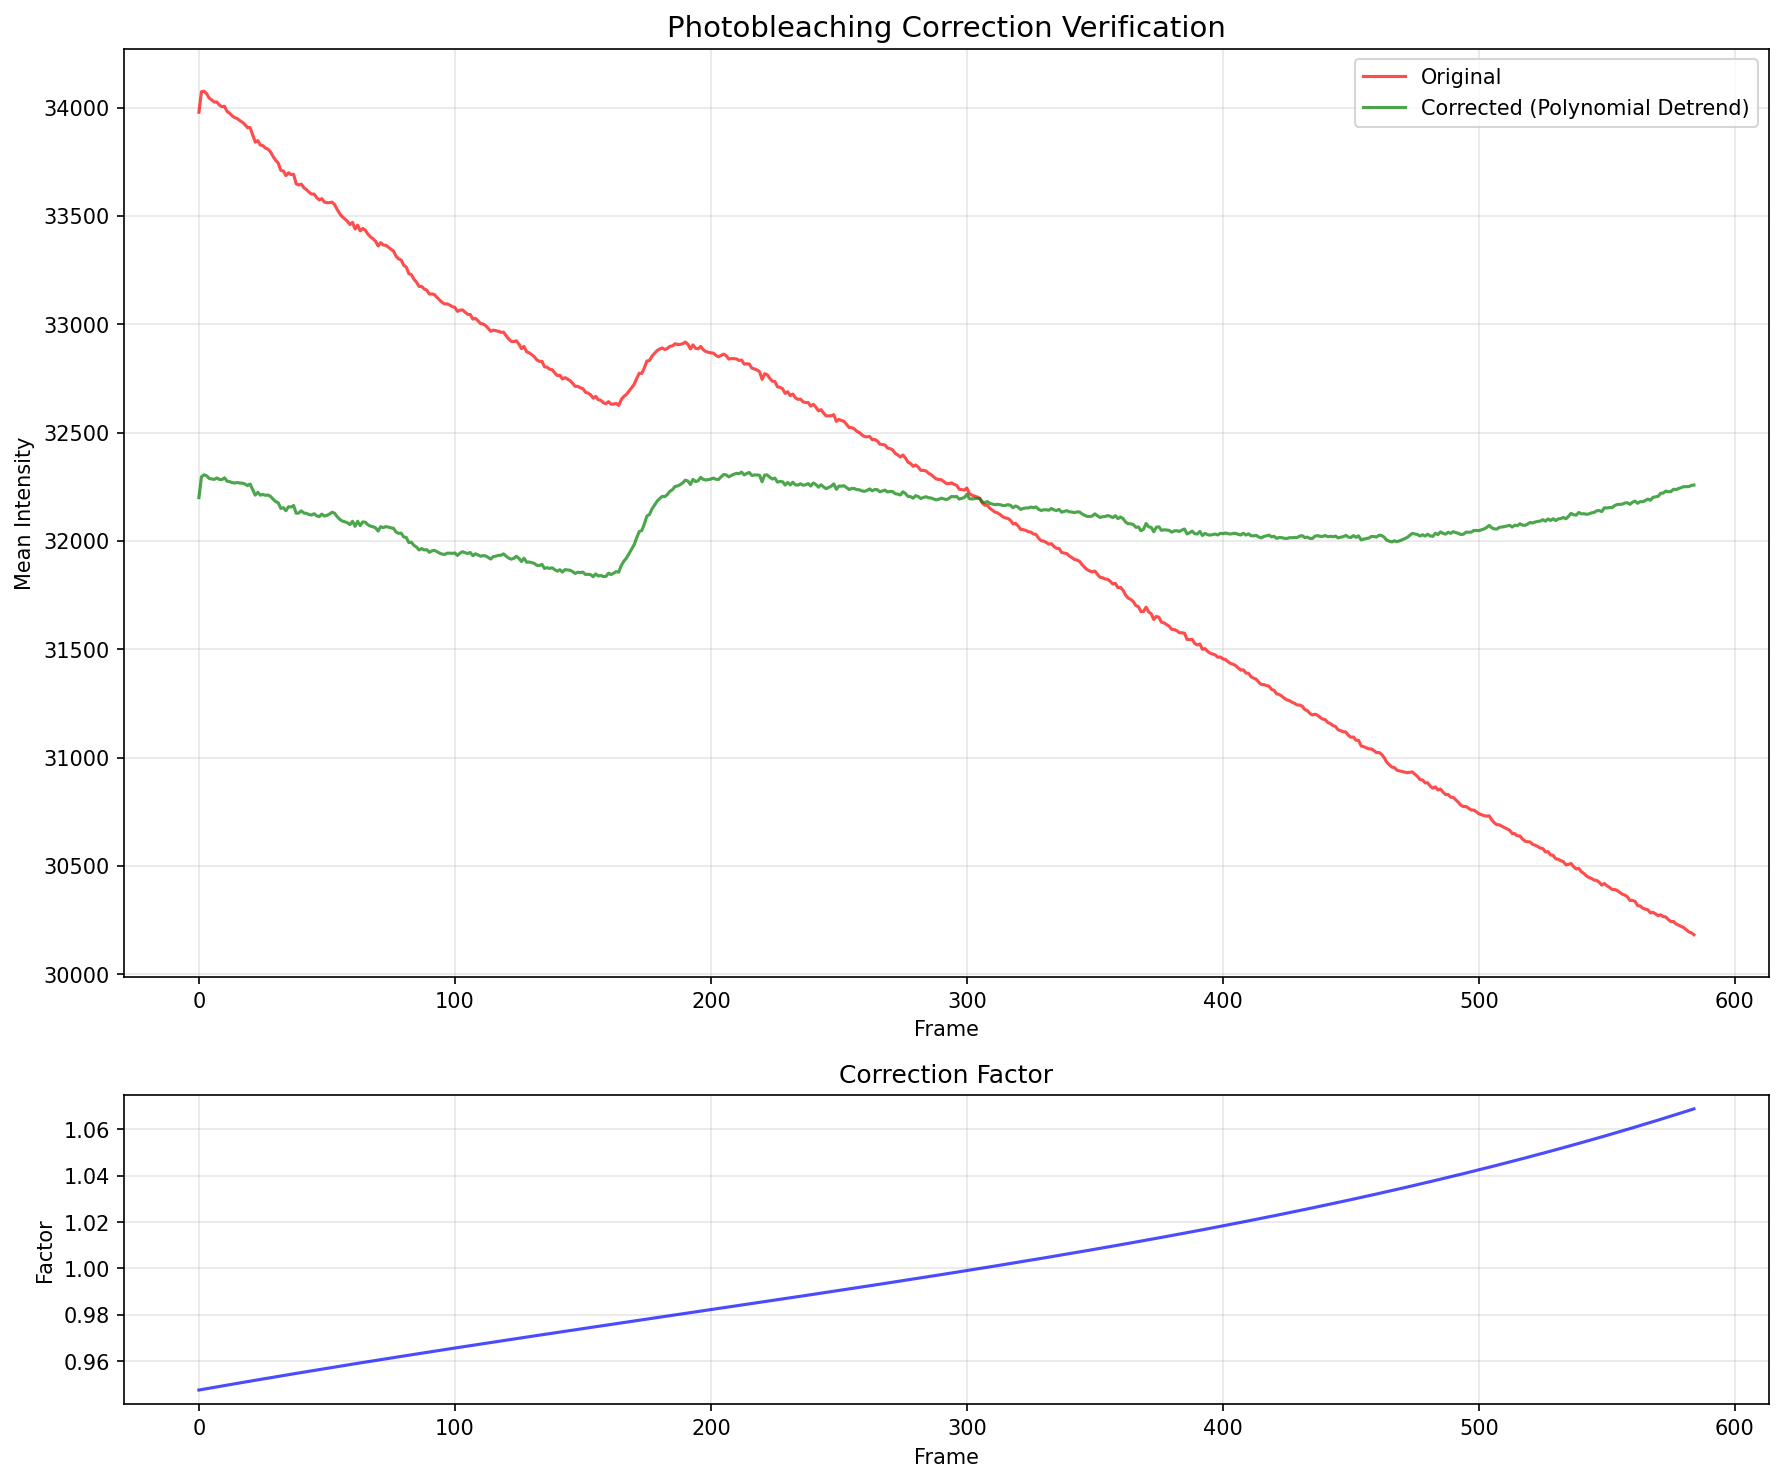 Photobleaching Correction Verification
Original
Corrected (Polynomial Detrend)
34000
33500
33000
32500
32000
31500
31000
30500
30000
Mean Intensity
0 100 200 300 400 500 600
Frame
Correction Factor
1.06
1.04
1.02
1.00
0.98
0.96
Factor
0 100 200 300 400 500 600
Frame